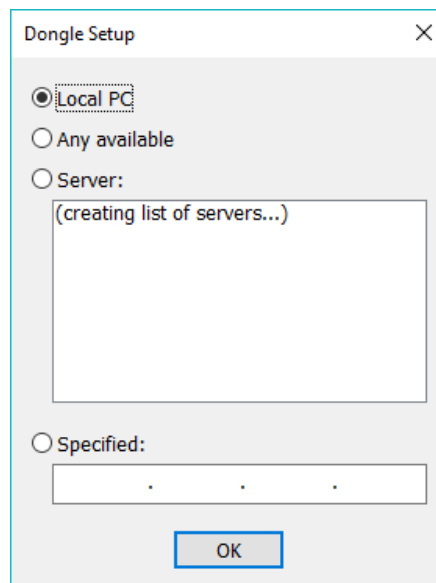 Dongle Setup
Local PC
Any available
Server:
(creating list of servers...)
Specified:
. . .
OK